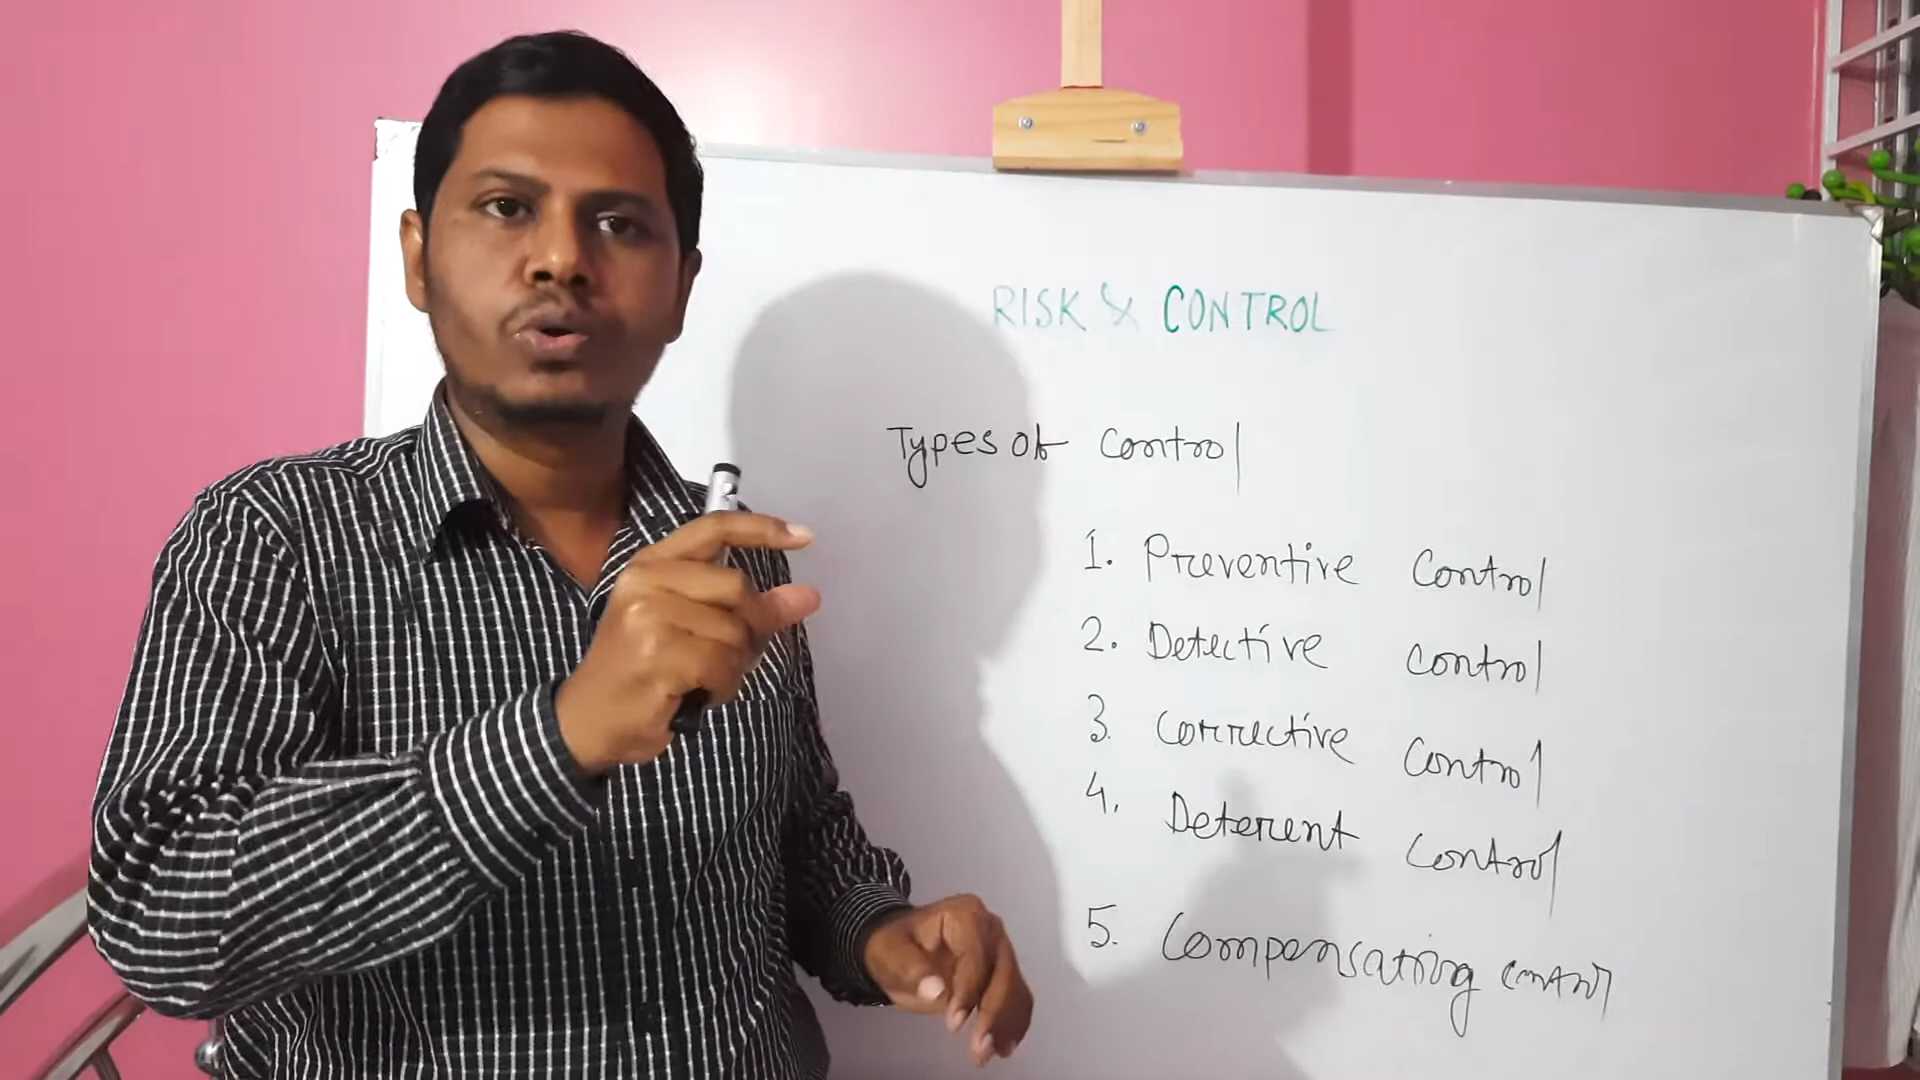 RISK & CONTROL
Types of Control
1. Preventive Control
2. Detective Control
3. Corrective Control
4. Deterrent Control
5. Compensating Control